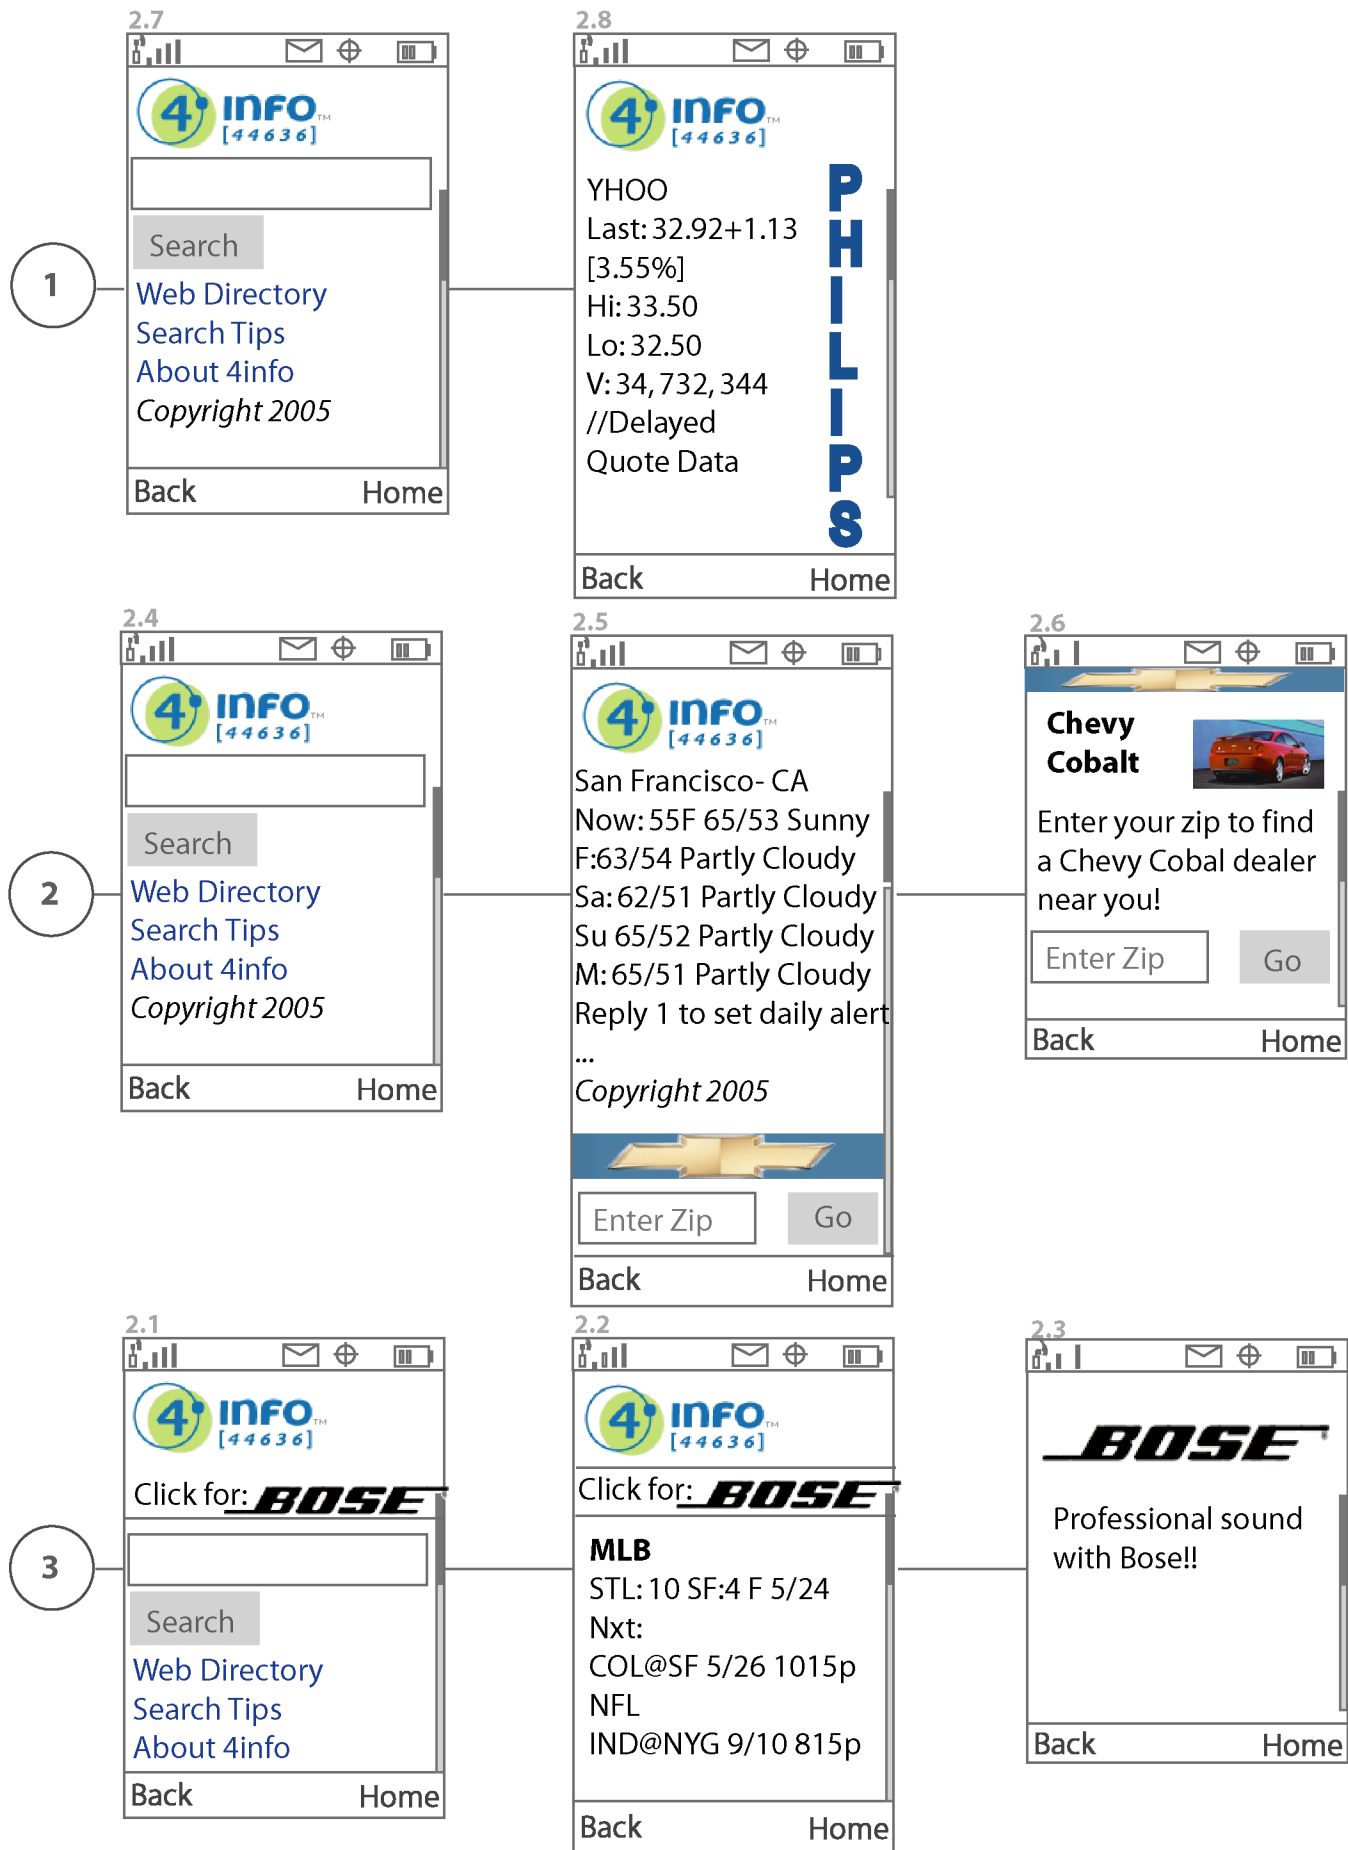 2.7
4 INFO™
[44636]
Search
Web Directory
Search Tips
About 4info
Copyright 2005
Back Home
1
2.8
4 INFO™
[44636]
YHOO
Last: 32.92+1.13
[3.55%]
Hi: 33.50
Lo: 32.50
V: 34, 732, 344
//Delayed
Quote Data
PHILIPS
Back Home
2.4
4 INFO™
[44636]
Search
Web Directory
Search Tips
About 4info
Copyright 2005
Back Home
2
2.5
4 INFO™
[44636]
San Francisco- CA
Now: 55F 65/53 Sunny
F:63/54 Partly Cloudy
Sa: 62/51 Partly Cloudy
Su 65/52 Partly Cloudy
M: 65/51 Partly Cloudy
Reply 1 to set daily alert
...
Copyright 2005
Enter Zip Go
Back Home
2.6
Chevy
Cobalt
Enter your zip to find
a Chevy Cobal dealer
near you!
Enter Zip Go
Back Home
2.1
4 INFO™
[44636]
Click for: BOSE
Search
Web Directory
Search Tips
About 4info
Back Home
3
2.2
4 INFO™
[44636]
Click for: BOSE
MLB
STL: 10 SF:4 F 5/24
Nxt:
COL@SF 5/26 1015p
NFL
IND@NYG 9/10 815p
Back Home
2.3
BOSE
Professional sound
with Bose!!
Back Home